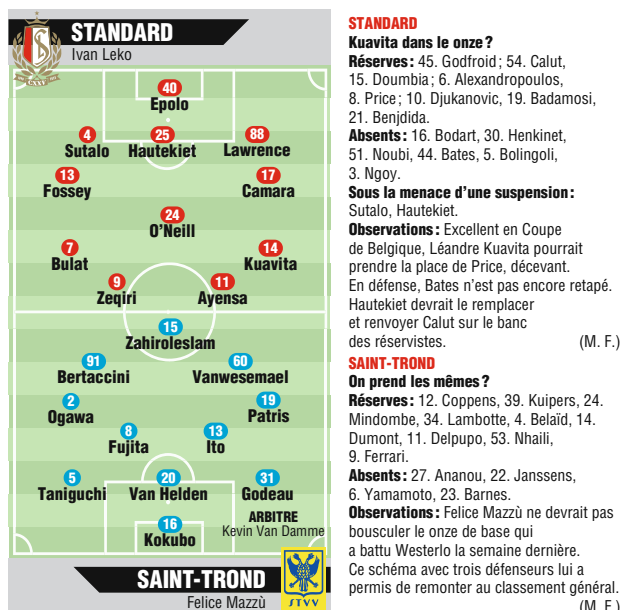 STANDARD
Ivan Leko
40
Epolo
4 25 88
Sutalo Hautekiet Lawrence
13 17
Fossey Camara
24
O'Neill
7 14
Bulat Kuavita
9 11
Zeqiri Ayensa
15
Zahiroleslam
91 60
Bertaccini Vanwesemael
2 19
Ogawa Patris
8 13
Fujita Ito
5 20 31
Taniguchi Van Helden Godeau
16
Kokubo
ARBITRE
Kevin Van Damme
SAINT-TROND
Felice Mazzù
STVV
STANDARD
Kuavita dans le onze ?
Réserves : 45. Godfroid ; 54. Calut,
15. Doumbia ; 6. Alexandropoulos,
8. Price ; 10. Djukanovic, 19. Badamosi,
21. Benjdida.
Absents : 16. Bodart, 30. Henkinet,
51. Noubi, 44. Bates, 5. Bolingoli,
3. Ngoy.
Sous la menace d'une suspension :
Sutalo, Hautekiet.
Observations : Excellent en Coupe
de Belgique, Léandre Kuavita pourrait
prendre la place de Price, décevant.
En défense, Bates n'est pas encore retapé.
Hautekiet devrait le remplacer
et renvoyer Calut sur le banc
des réservistes. (M. F.)
SAINT-TROND
On prend les mêmes ?
Réserves : 12. Coppens, 39. Kuipers, 24.
Mindombe, 34. Lambotte, 4. Belaïd, 14.
Dumont, 11. Delpupo, 53. Nhaili,
9. Ferrari.
Absents : 27. Ananou, 22. Janssens,
6. Yamamoto, 23. Barnes.
Observations : Felice Mazzù ne devrait pas
bousculer le onze de base qui
a battu Westerlo la semaine dernière.
Ce schéma avec trois défenseurs lui a
permis de remonter au classement général.
(M. F.)